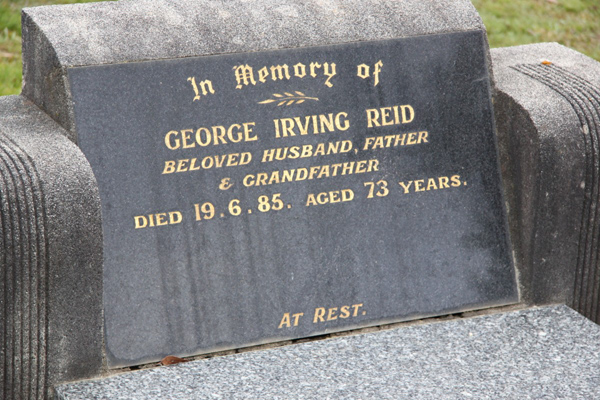 In Memory of
GEORGE IRVING REID
BELOVED HUSBAND, FATHER
& GRANDFATHER
DIED 19.6.85. AGED 73 YEARS.
AT REST.